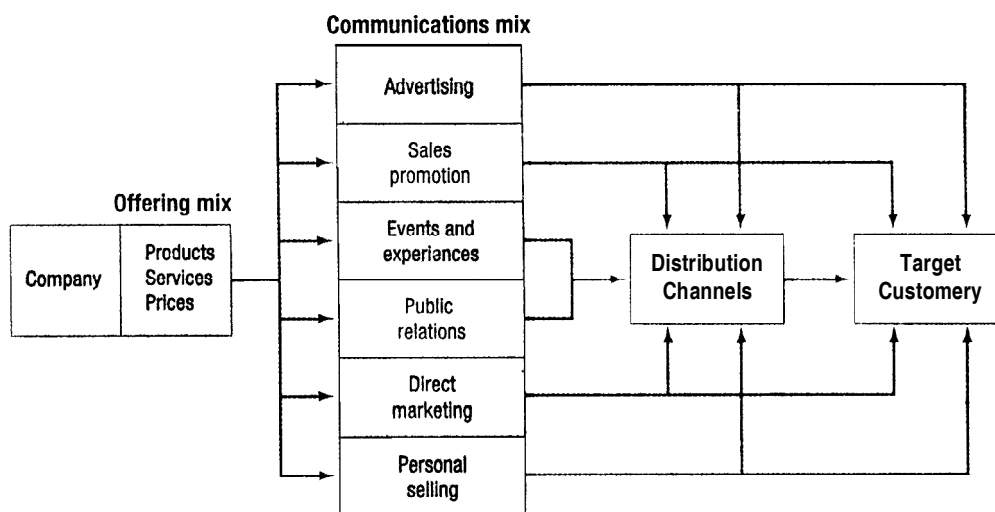 Communications mix
Advertising
Sales
promotion
Offering mix
Company
Products
Services
Prices
Events and
experiances
Public
relations
Direct
marketing
Personal
selling
Distribution
Channels
Target
Customery